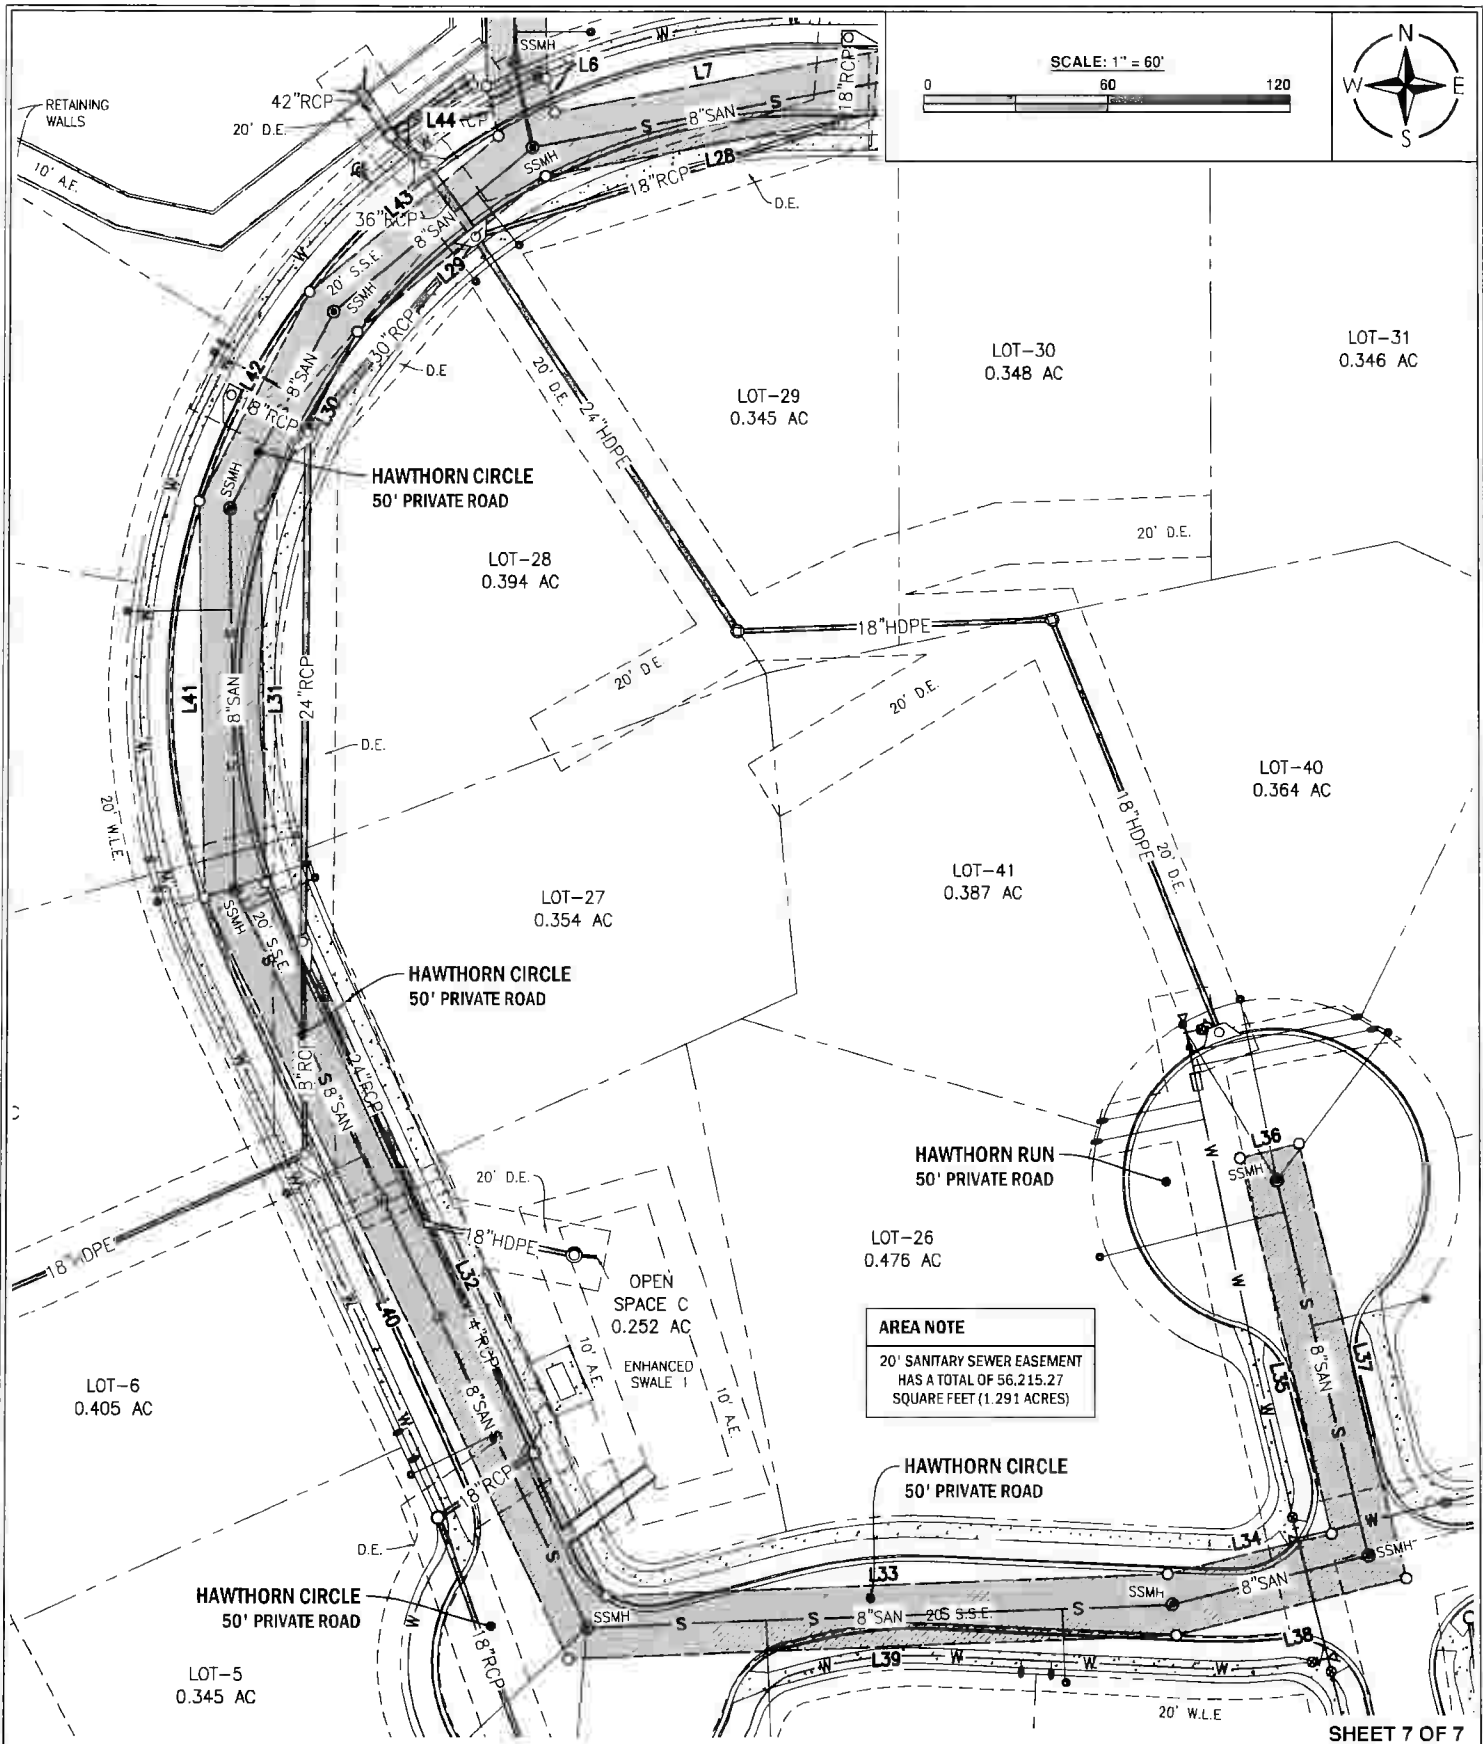 SCALE: 1" = 60'
0
60
120
N
W
E
S
RETAINING
WALLS
10' A.E.
42"RCP
20' D.E.
L44
SSMH
L6
W
L7
18"RCP
8"SAN
S
SSMH
L28
18"RCP
D.E.
L43
36"RCP
8"SAN
20' S.S.E.
SSMH
L29
30"RCP
D.E
W
L42
8"SAN
18"RCP
L30
SSMH
W
HAWTHORN CIRCLE
50' PRIVATE ROAD
20' D.E.
24"HDPE
LOT-29
0.345 AC
LOT-30
0.348 AC
LOT-31
0.346 AC
LOT-28
0.394 AC
20' D.E.
18"HDPE
20' D.E
20' D.E.
L41
8"SAN
L31
24"RCP
D.E.
W
W
20' W.L.E.
LOT-40
0.364 AC
18"HDPE
20' D.E.
LOT-41
0.387 AC
LOT-27
0.354 AC
W
SSMH
20' S.S.E.
HAWTHORN CIRCLE
50' PRIVATE ROAD
W
24"RCP
S
8"SAN
HAWTHORN RUN
50' PRIVATE ROAD
L36
SSMH
W
20' D.E.
18"HDPE
18"HDPE
L32
L40
OPEN
SPACE C
0.252 AC
ENHANCED
SWALE 1
10' A.E.
10' A.E.
LOT-26
0.476 AC
W
S
8"SAN
L37
L35
S
W
AREA NOTE
20' SANITARY SEWER EASEMENT
HAS A TOTAL OF 56,215.27
SQUARE FEET (1.291 ACRES)
LOT-6
0.405 AC
W
W
8"SAN
S
18"RCP
HAWTHORN CIRCLE
50' PRIVATE ROAD
D.E.
S
L33
L34
W
SSMH
SSMH
8"SAN
HAWTHORN CIRCLE
50' PRIVATE ROAD
W
18"RCP
SSMH
S
S
8"SAN
S
L39
L38
W
W
W
W
20' W.L.E
LOT-5
0.345 AC
SHEET 7 OF 7